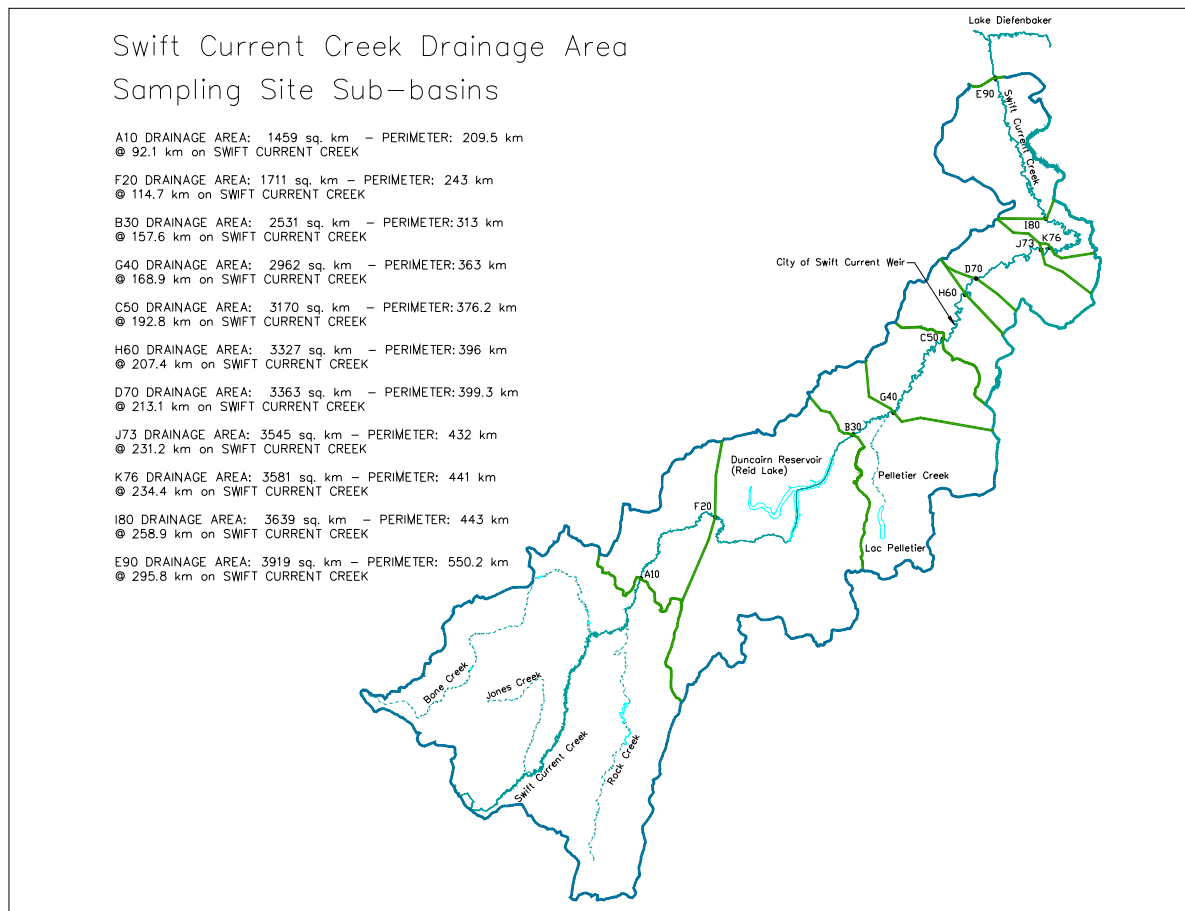 Swift Current Creek Drainage Area
Sampling Site Sub-basins
A10 DRAINAGE AREA: 1459 sq. km - PERIMETER: 209.5 km
@ 92.1 km on SWIFT CURRENT CREEK
F20 DRAINAGE AREA: 1711 sq. km - PERIMETER: 243 km
@ 114.7 km on SWIFT CURRENT CREEK
B30 DRAINAGE AREA: 2531 sq. km - PERIMETER: 313 km
@ 157.6 km on SWIFT CURRENT CREEK
G40 DRAINAGE AREA: 2962 sq. km - PERIMETER: 363 km
@ 168.9 km on SWIFT CURRENT CREEK
C50 DRAINAGE AREA: 3170 sq. km - PERIMETER: 376.2 km
@ 192.8 km on SWIFT CURRENT CREEK
H60 DRAINAGE AREA: 3327 sq. km - PERIMETER: 396 km
@ 207.4 km on SWIFT CURRENT CREEK
D70 DRAINAGE AREA: 3363 sq. km - PERIMETER: 399.3 km
@ 213.1 km on SWIFT CURRENT CREEK
J73 DRAINAGE AREA: 3545 sq. km - PERIMETER: 432 km
@ 231.2 km on SWIFT CURRENT CREEK
K76 DRAINAGE AREA: 3581 sq. km - PERIMETER: 441 km
@ 234.4 km on SWIFT CURRENT CREEK
I80 DRAINAGE AREA: 3639 sq. km - PERIMETER: 443 km
@ 258.9 km on SWIFT CURRENT CREEK
E90 DRAINAGE AREA: 3919 sq. km - PERIMETER: 550.2 km
@ 295.8 km on SWIFT CURRENT CREEK
Lake Diefenbaker
E90
Swift Current Creek
I80
K76
J73
City of Swift Current Weir
D70
H60
C50
G40
B30
Duncairn Reservoir
(Reid Lake)
Pelletier Creek
F20
Lac Pelletier
A10
Bone Creek
Jones Creek
Swift Current Creek
Rock Creek